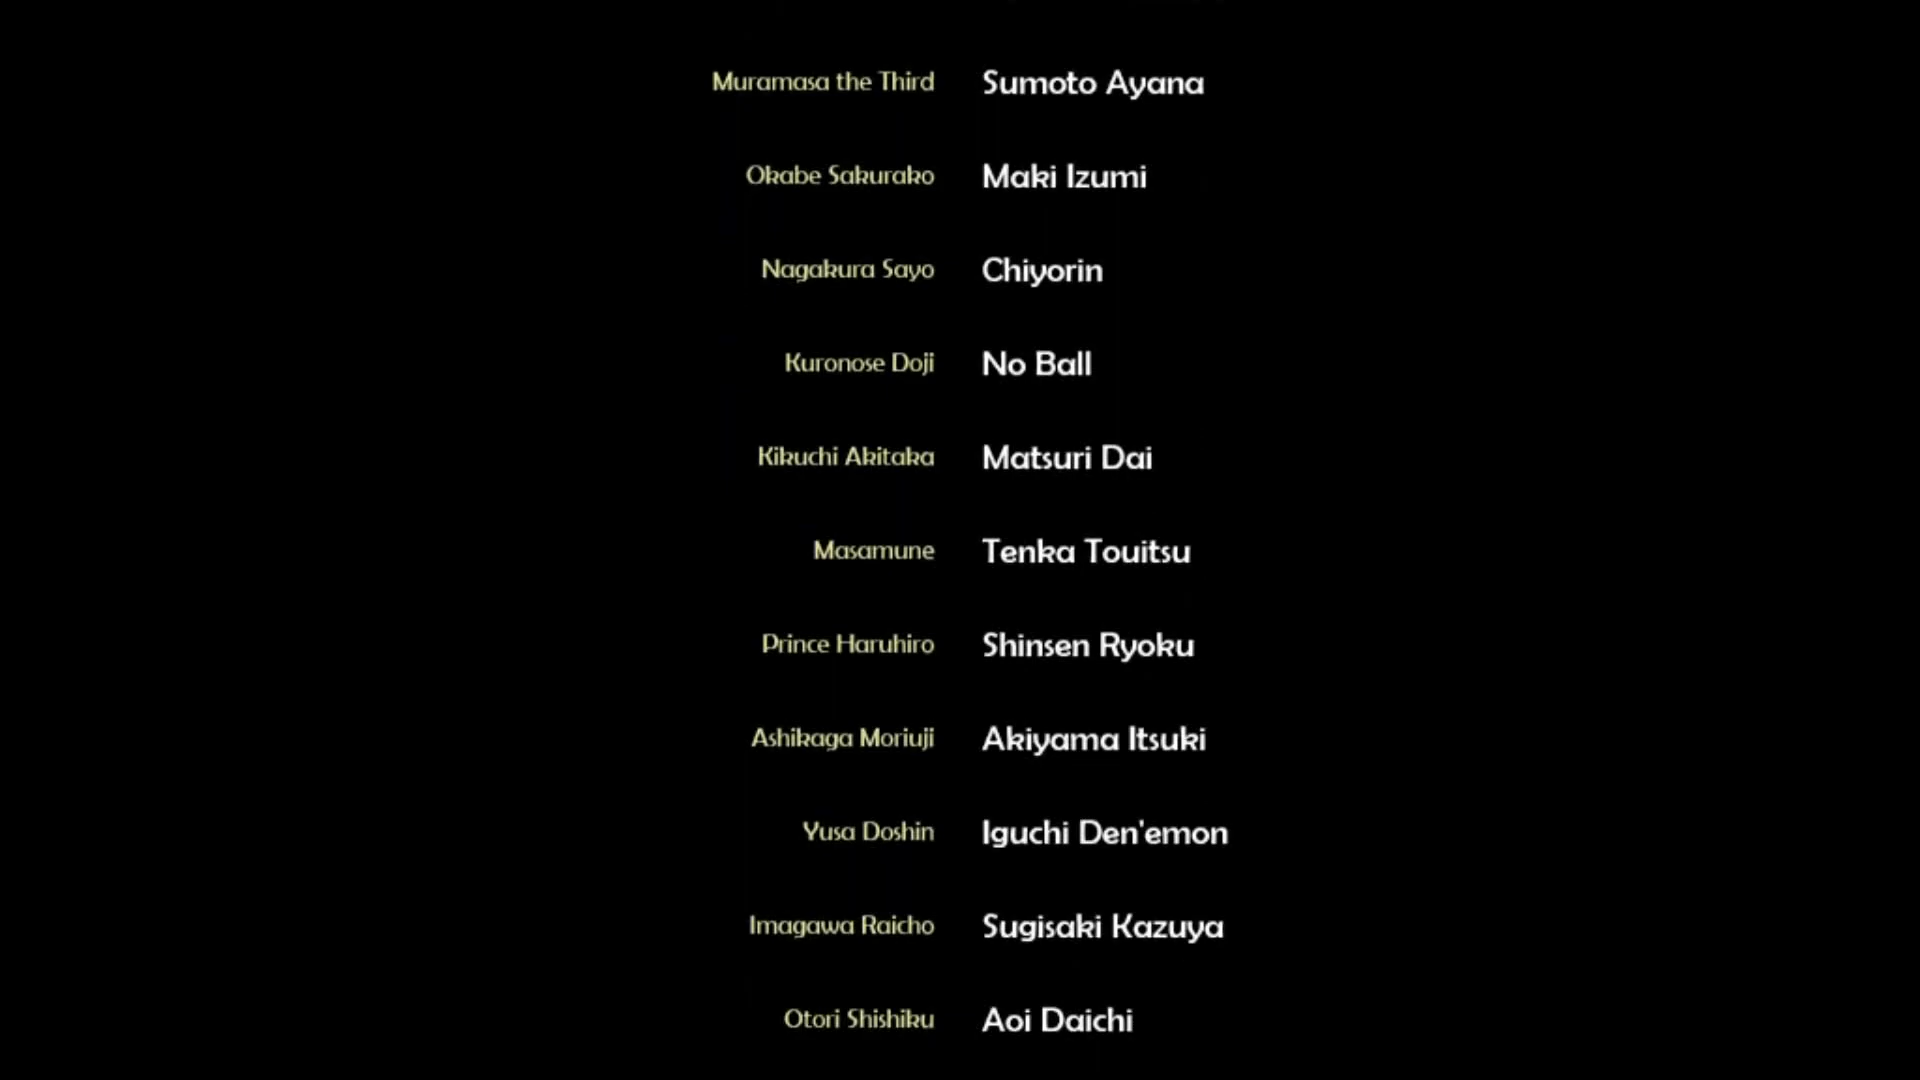 Muramasa the Third Sumoto Ayana
Okabe Sakurako Maki Izumi
Nagakura Sayo Chiyorin
Kuronose Doji No Ball
Kikuchi Akitaka Matsuri Dai
Masamune Tenka Touitsu
Prince Haruhiro Shinsen Ryoku
Ashikaga Moriuji Akiyama Itsuki
Yusa Doshin Iguchi Den'emon
Imagawa Raicho Sugisaki Kazuya
Otori Shishiku Aoi Daichi